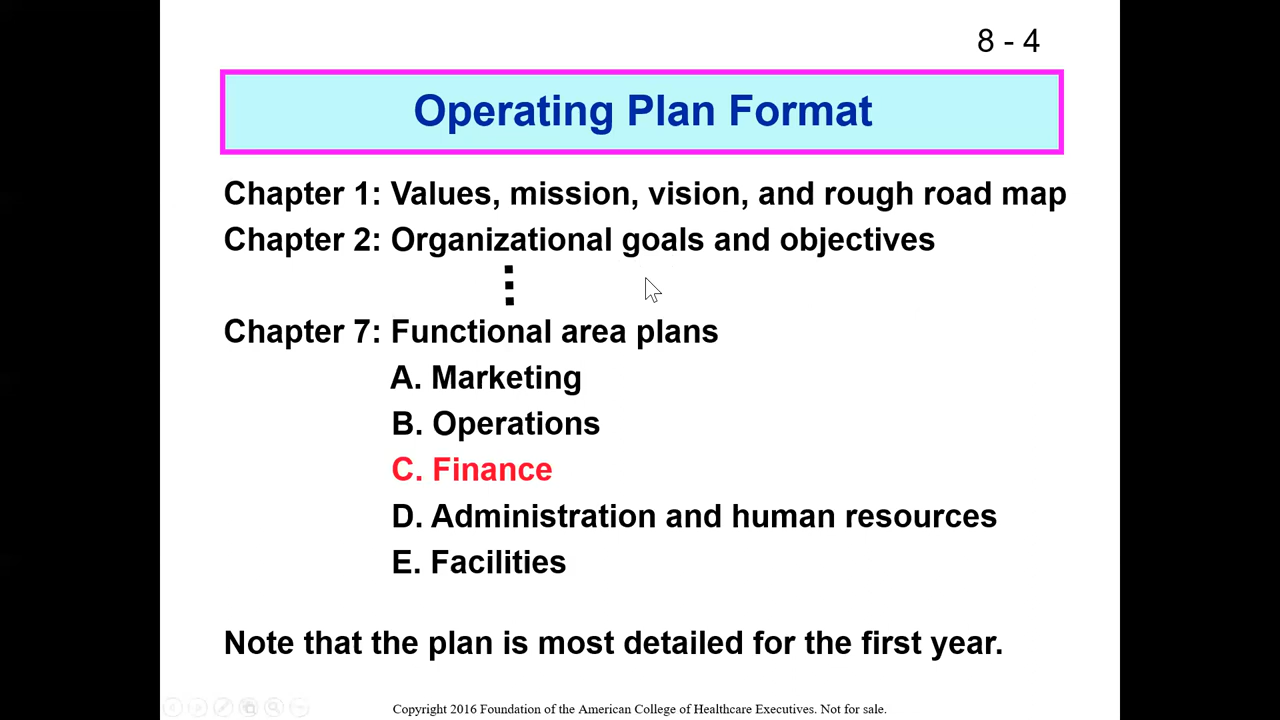 8 - 4
Operating Plan Format
Chapter 1: Values, mission, vision, and rough road map
Chapter 2: Organizational goals and objectives
Chapter 7: Functional area plans
A. Marketing
B. Operations
C. Finance
D. Administration and human resources
E. Facilities
Note that the plan is most detailed for the first year.
Copyright 2016 Foundation of the American College of Healthcare Executives. Not for sale.